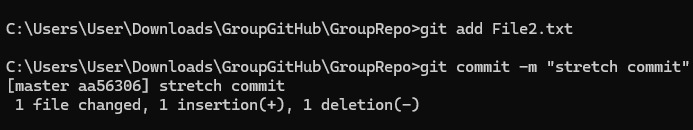 C:\Users\User\Downloads\GroupGitHub\GroupRepo>git add File2.txt
C:\Users\User\Downloads\GroupGitHub\GroupRepo>git commit -m "stretch commit"
[master aa56306] stretch commit
 1 file changed, 1 insertion(+), 1 deletion(-)